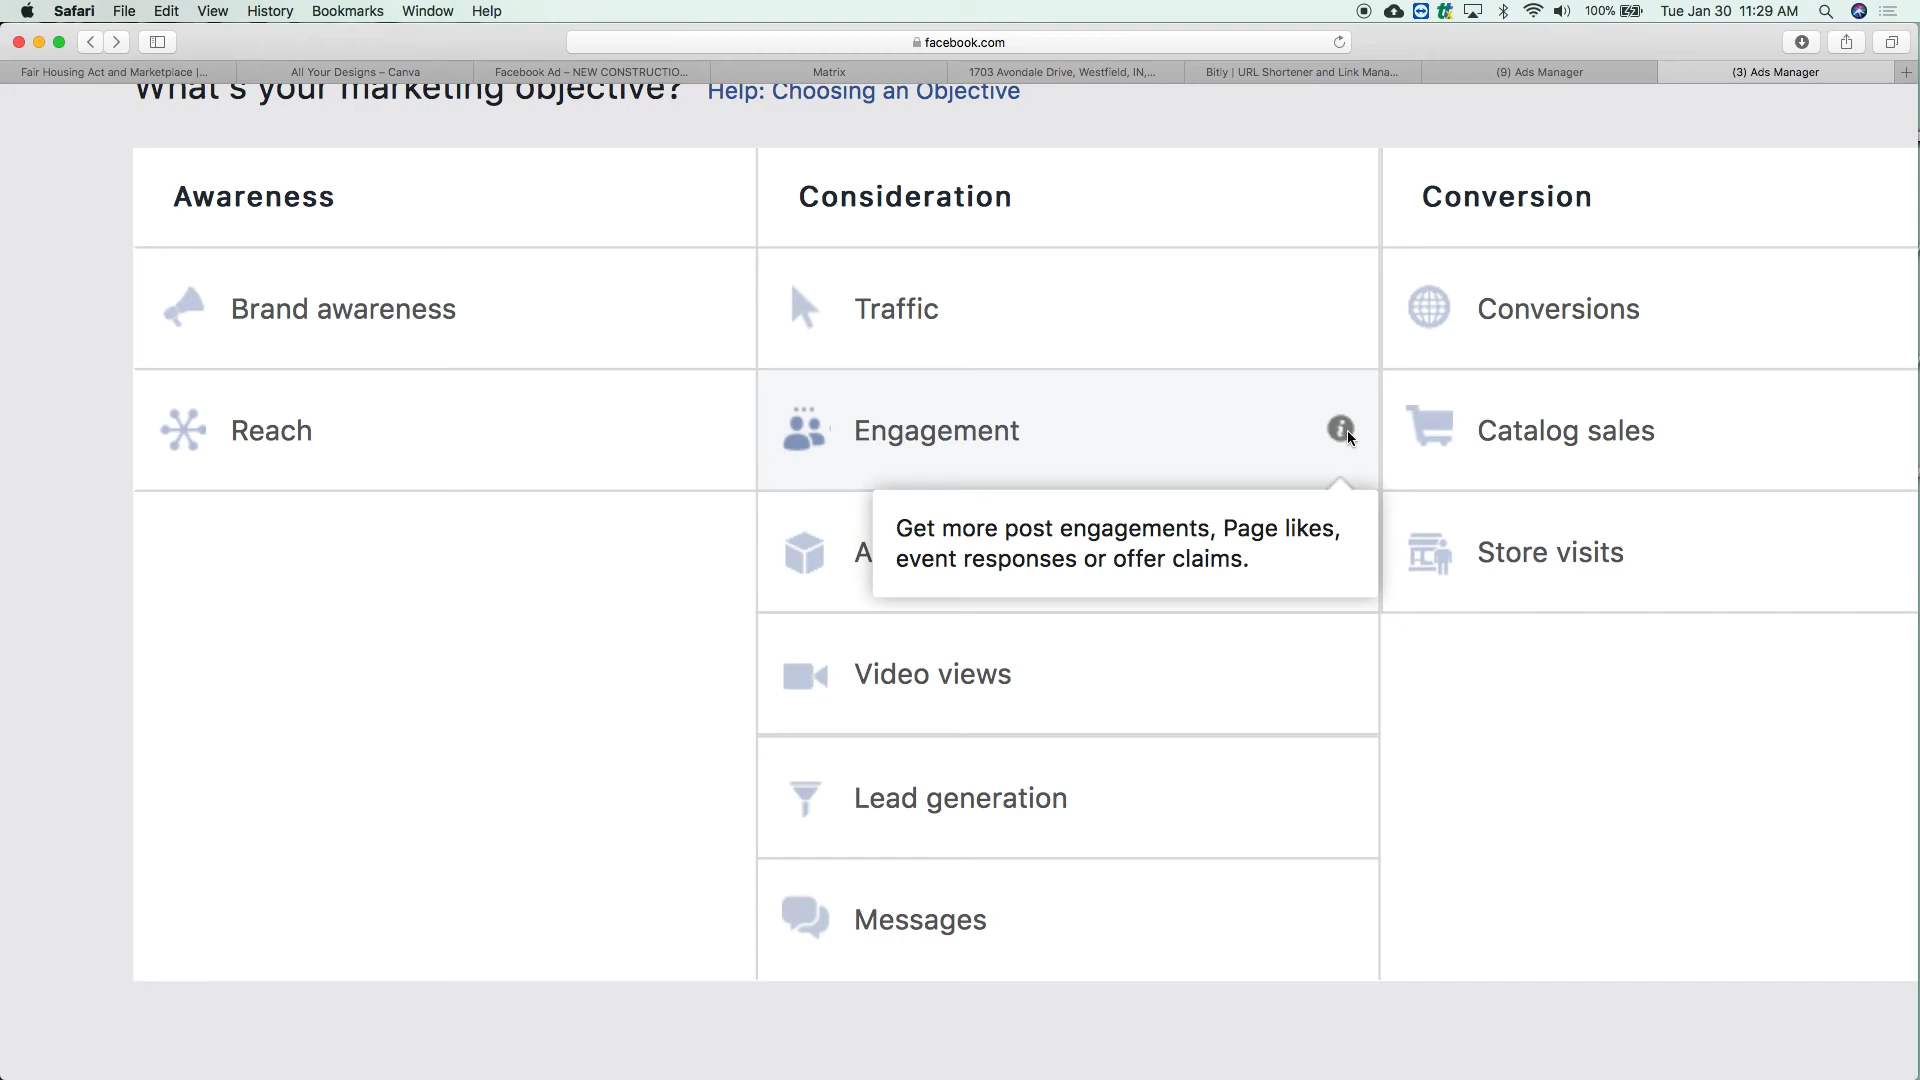 Safari File Edit View History Bookmarks Window Help
100% Tue Jan 30 11:29 AM
facebook.com
Fair Housing Act and Marketplace |...
All Your Designs – Canva
Facebook Ad – NEW CONSTRUCTIO...
Matrix
1703 Avondale Drive, Westfield, IN,...
Bitly | URL Shortener and Link Mana...
(9) Ads Manager
(3) Ads Manager
What's your marketing objective? Help: Choosing an Objective
Awareness
Consideration
Conversion
Brand awareness
Traffic
Conversions
Reach
Engagement
Catalog sales
Get more post engagements, Page likes,
event responses or offer claims.
A
Store visits
Video views
Lead generation
Messages